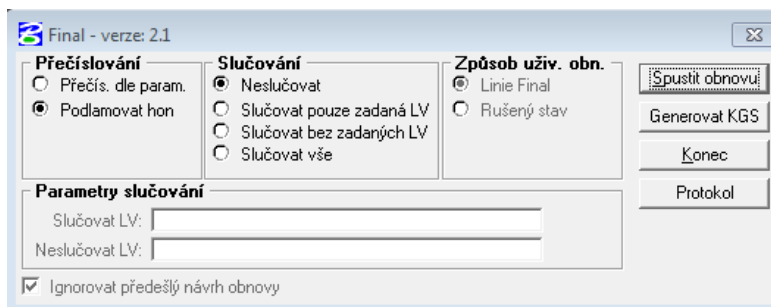 Final - verze: 2.1
Přečíslování
Přečís. dle param.
Podlamovat hon
Slučování
Neslučovat
Slučovat pouze zadaná LV
Slučovat bez zadaných LV
Slučovat vše
Způsob uživ. obn.
Linie Final
Rušený stav
Spustit obnovu
Generovat KGS
Konec
Protokol
Parametry slučování
Slučovat LV:
Neslučovat LV:
Ignorovat předešlý návrh obnovy